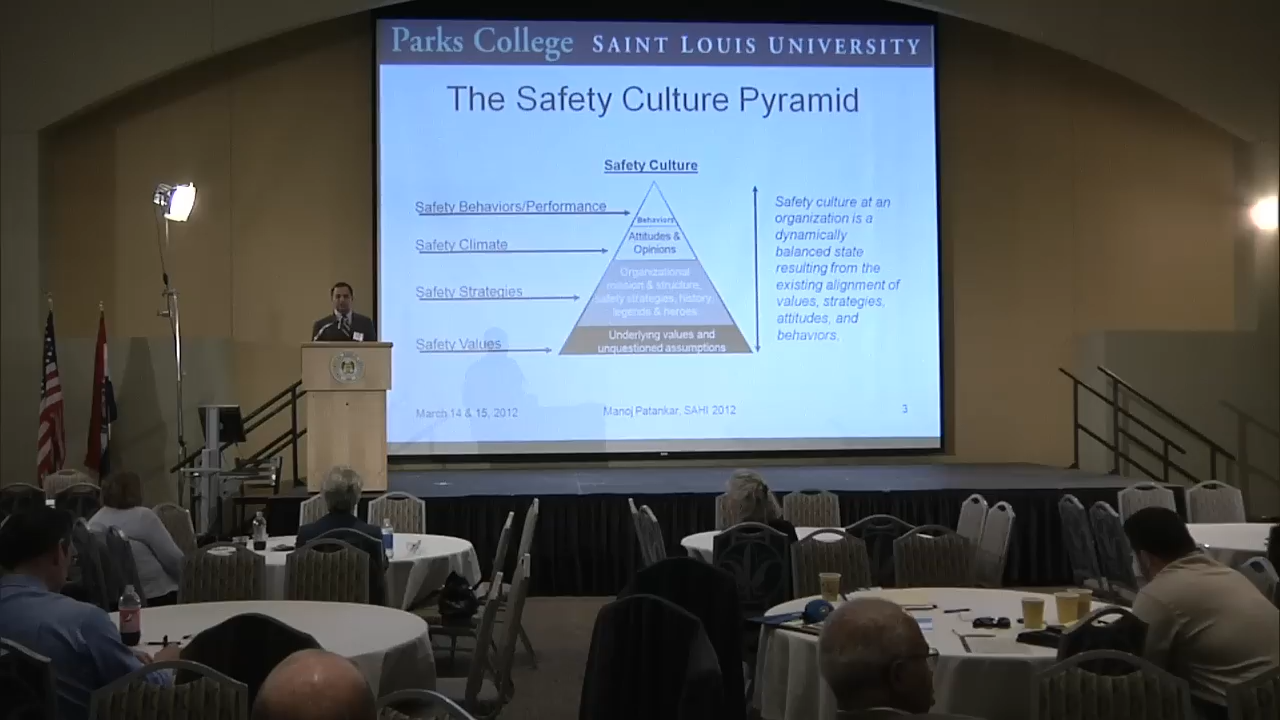 Parks College SAINT LOUIS UNIVERSITY
The Safety Culture Pyramid
Safety Culture
Safety Behaviors/Performance
Safety Climate
Safety Strategies
Safety Values
Behaviors
Attitudes &
Opinions
Organizational
mission & structure,
safety strategies, history,
legends & heroes
Underlying values and
unquestioned assumptions
Safety culture at an
organization is a
dynamically
balanced state
resulting from the
existing alignment of
values, strategies,
attitudes, and
behaviors.
March 14 & 15, 2012
Manoj Patankar, SAHI 2012
3